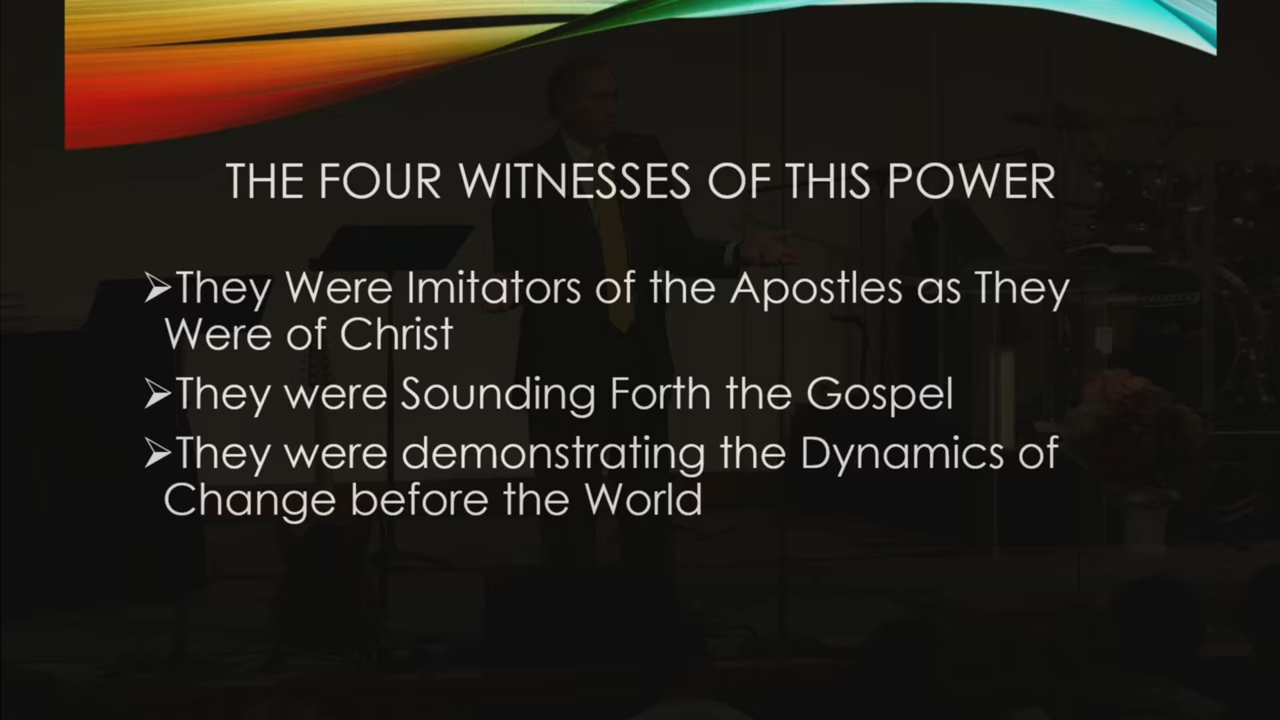 THE FOUR WITNESSES OF THIS POWER
➢They Were Imitators of the Apostles as They
Were of Christ
➢They were Sounding Forth the Gospel
➢They were demonstrating the Dynamics of
Change before the World